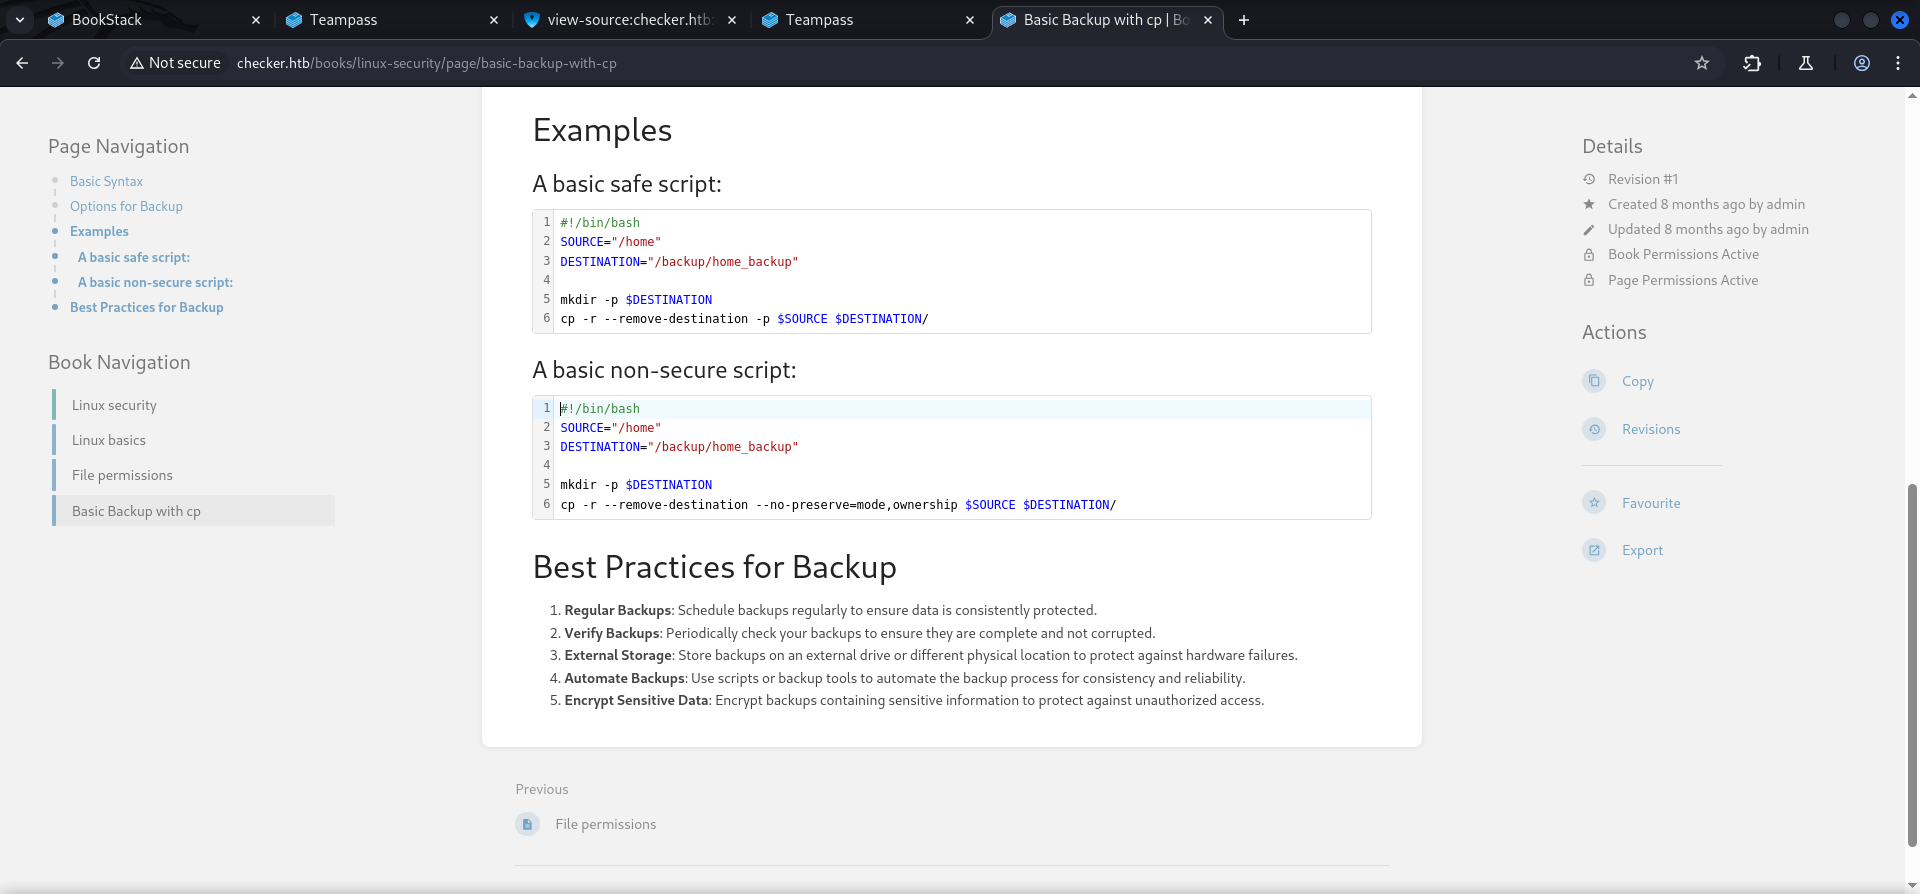 BookStack
Teampass
view-source:checker.htb:
Teampass
Basic Backup with cp | Bo
Not secure
checker.htb/books/linux-security/page/basic-backup-with-cp
Page Navigation
Basic Syntax
Options for Backup
Examples
A basic safe script:
A basic non-secure script:
Best Practices for Backup
Book Navigation
Linux security
Linux basics
File permissions
Basic Backup with cp
Examples
A basic safe script:
1 #!/bin/bash
2 SOURCE="/home"
3 DESTINATION="/backup/home_backup"
4
5 mkdir -p $DESTINATION
6 cp -r --remove-destination -p $SOURCE $DESTINATION/
A basic non-secure script:
1 #!/bin/bash
2 SOURCE="/home"
3 DESTINATION="/backup/home_backup"
4
5 mkdir -p $DESTINATION
6 cp -r --remove-destination --no-preserve=mode,ownership $SOURCE $DESTINATION/
Best Practices for Backup
1. Regular Backups: Schedule backups regularly to ensure data is consistently protected.
2. Verify Backups: Periodically check your backups to ensure they are complete and not corrupted.
3. External Storage: Store backups on an external drive or different physical location to protect against hardware failures.
4. Automate Backups: Use scripts or backup tools to automate the backup process for consistency and reliability.
5. Encrypt Sensitive Data: Encrypt backups containing sensitive information to protect against unauthorized access.
Previous
File permissions
Details
Revision #1
Created 8 months ago by admin
Updated 8 months ago by admin
Book Permissions Active
Page Permissions Active
Actions
Copy
Revisions
Favourite
Export